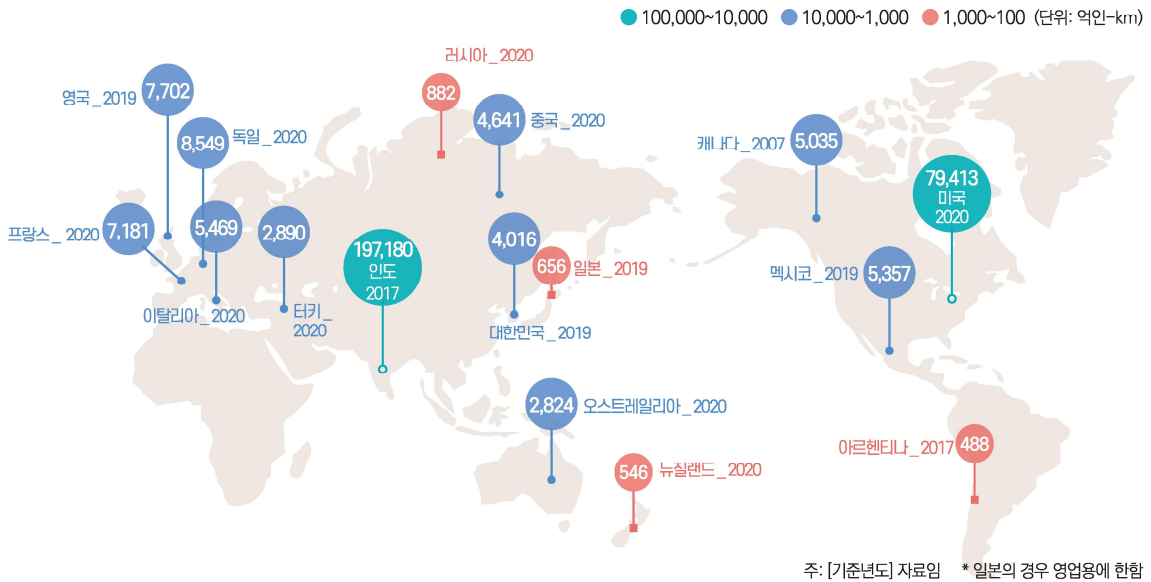 100,000~10,000 10,000~1,000 1,000~100 (단위: 억인-km)
러시아_2020
882
영국_2019
7,702
4,641
중국_2020
8,549
독일_2020
캐나다_2007
5,035
79,413
미국
2020
프랑스_2020
7,181
5,469
2,890
197,180
인도
2017
4,016
656
일본_2019
멕시코_2019
5,357
이탈리아_2020
터키_
2020
대한민국_2019
2,824
오스트레일리아_2020
546
뉴질랜드_2020
아르헨티나_2017
488
주: [기준년도] 자료임 * 일본의 경우 영업용에 한함